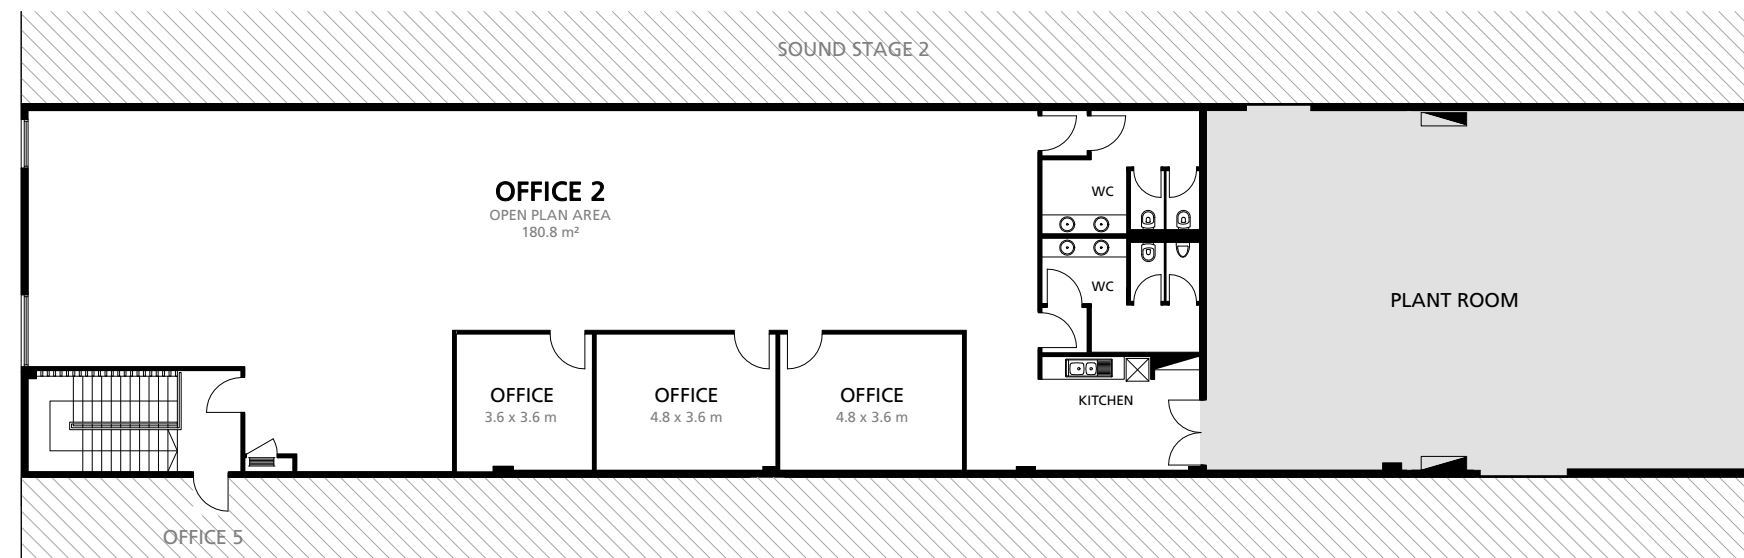 SOUND STAGE 2
OFFICE 2
OPEN PLAN AREA
180.8 m²
WC
WC
PLANT ROOM
OFFICE
3.6 x 3.6 m
OFFICE
4.8 x 3.6 m
OFFICE
4.8 x 3.6 m
KITCHEN
OFFICE 5